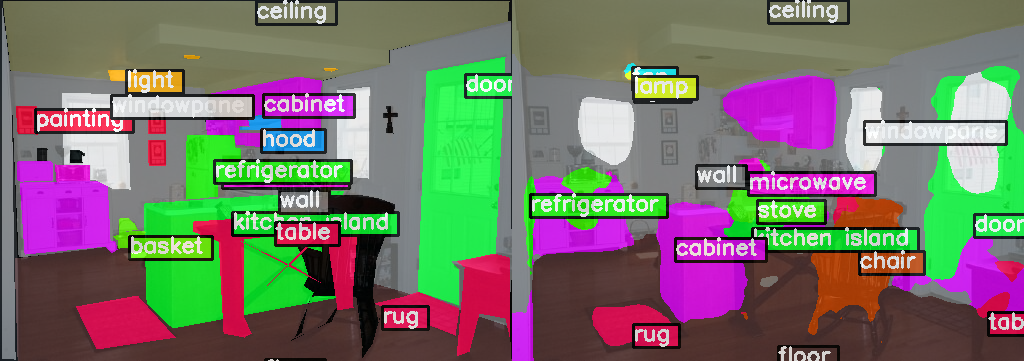 ceiling
light
windowpane
cabinet
painting
door
hood
refrigerator
wall
kitchen island
table
basket
rug
ceiling
lamp
windowpane
wall
microwave
refrigerator
stove
door
kitchen island
cabinet
chair
rug
floor